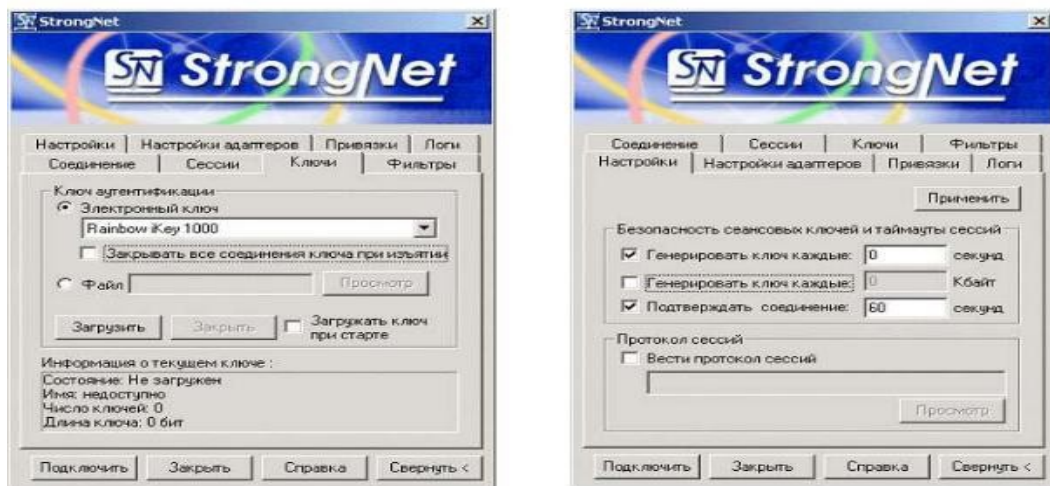 StrongNet
SN StrongNet
Настройки Настройки адаптеров Привязки Логи
Соединение Сессии Ключи Фильтры
Ключ аутентификации
Электронный ключ
Rainbow iKey 1000
Закрывать все соединения ключа при изъятии
Файл Просмотр
Загрузить Закрыть Загружать ключ
при старте
Информация о текущем ключе :
Состояние: Не загружен
Имя: недоступно
Число ключей: 0
Длина ключа: 0 бит
Подключить Закрыть Справка Свернуть <
StrongNet
SN StrongNet
Соединение Сессии Ключи Фильтры
Настройки Настройки адаптеров Привязки Логи
Применить
Безопасность сеансовых ключей и таймауты сессий
Генерировать ключ каждые: 0 секунд
Генерировать ключ каждые: 0 Кбайт
Подтверждать соединение: 60 секунд
Протокол сессий
Вести протокол сессий
Просмотр
Подключить Закрыть Справка Свернуть <